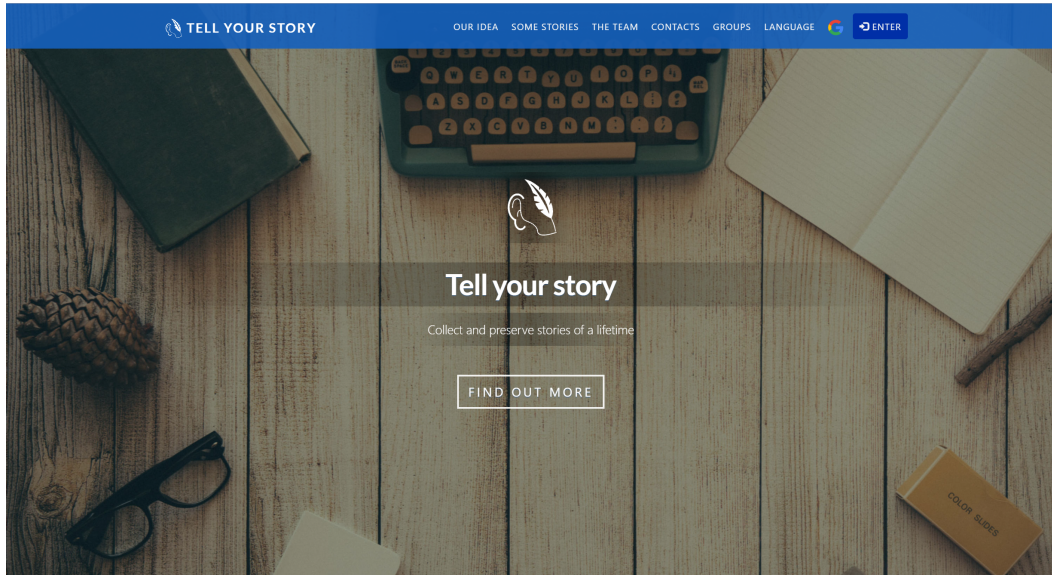 TELL YOUR STORY
OUR IDEA SOME STORIES THE TEAM CONTACTS GROUPS LANGUAGE G ENTER
Q W E R T Y U I O P
A S D F G H J K L
Z X C V B N M
Tell your story
Collect and preserve stories of a lifetime
FIND OUT MORE
COLOR SLIDES